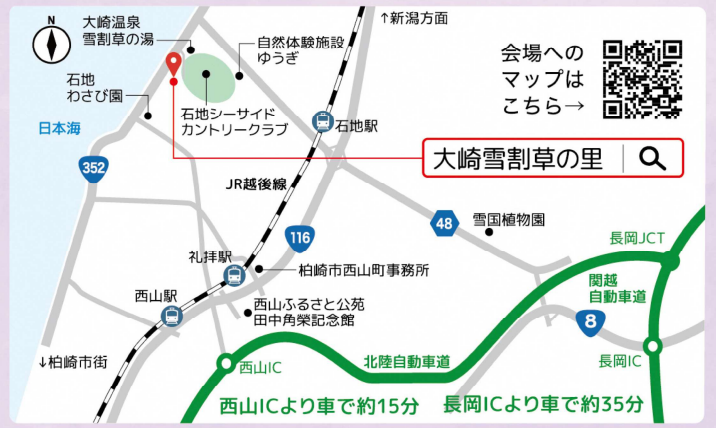 N
大崎温泉
雪割草の湯
自然体験施設
ゆうぎ
↑新潟方面
会場への
マップは
こちら→
石地
わさび園
石地シーサイド
カントリークラブ
石地駅
日本海
大崎雪割草の里
352
JR越後線
48
雪国植物園
116
長岡JCT
礼拝駅
柏崎市西山町事務所
関越
自動車道
西山駅
西山ふるさと公苑
田中角榮記念館
8
↓柏崎市街
西山IC
北陸自動車道
長岡IC
西山ICより車で約15分
長岡ICより車で約35分